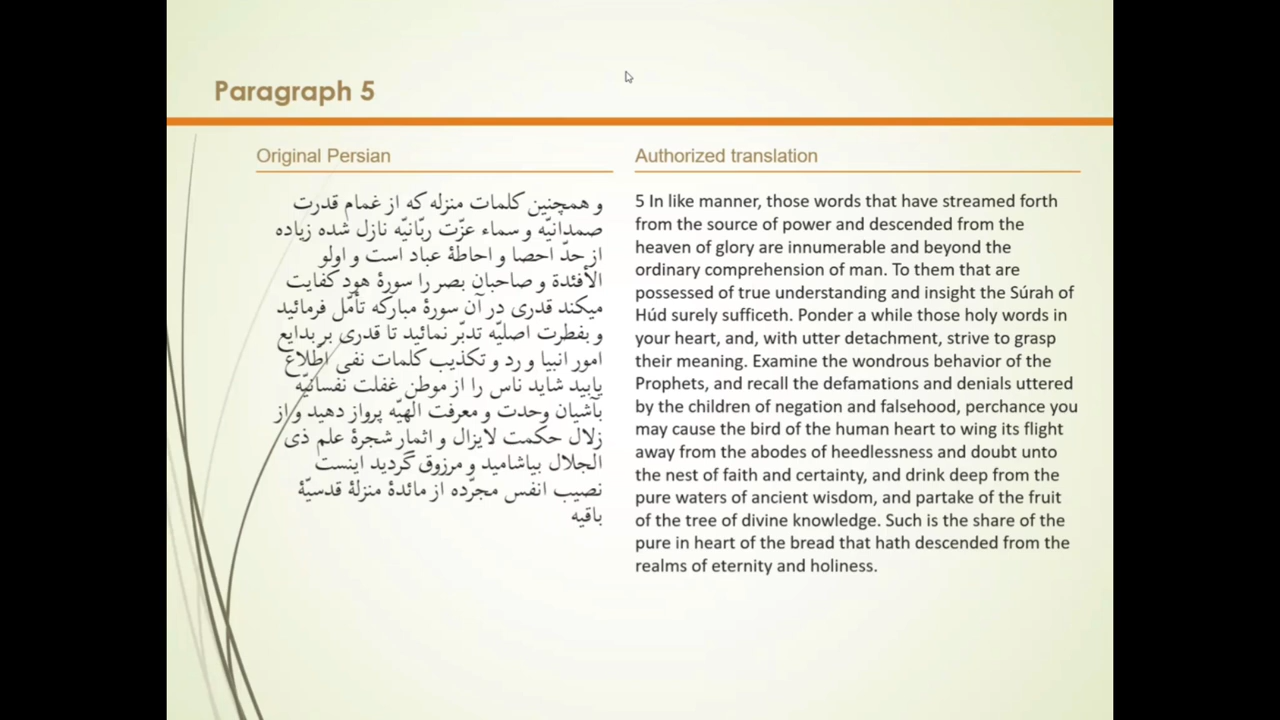 Paragraph 5
Original Persian
و همچنین کلمات منزله که از غمام قدرت
صمدانیّه و سماء عزّت ربّانیّه نازل شده زیاده
از حدّ احصا و احاطهٔ عباد است و اولو
الأفئدة و صاحبان بصر را سورهٔ هود کفایت
میکند قدری در آن سورهٔ مبارکه تأمّل فرمائید
و بفطرت اصلیّه تدبّر نمائید تا قدری بر بدایع
امور انبیا و رد و تکذیب کلمات نفی اطّلاع
یابید شاید ناس را از موطن غفلت نفسانیّه
بآشیان وحدت و معرفت الهیّه پرواز دهید و از
زلال حکمت لایزال و اثمار شجرهٔ علم ذی
الجلال بیاشامید و مرزوق گردید اینست
نصیب انفس مجرّده از مائدهٔ منزلهٔ قدسیّهٔ
باقیه
Authorized translation
5 In like manner, those words that have streamed forth
from the source of power and descended from the
heaven of glory are innumerable and beyond the
ordinary comprehension of man. To them that are
possessed of true understanding and insight the Súrah of
Húd surely sufficeth. Ponder a while those holy words in
your heart, and, with utter detachment, strive to grasp
their meaning. Examine the wondrous behavior of the
Prophets, and recall the defamations and denials uttered
by the children of negation and falsehood, perchance you
may cause the bird of the human heart to wing its flight
away from the abodes of heedlessness and doubt unto
the nest of faith and certainty, and drink deep from the
pure waters of ancient wisdom, and partake of the fruit
of the tree of divine knowledge. Such is the share of the
pure in heart of the bread that hath descended from the
realms of eternity and holiness.